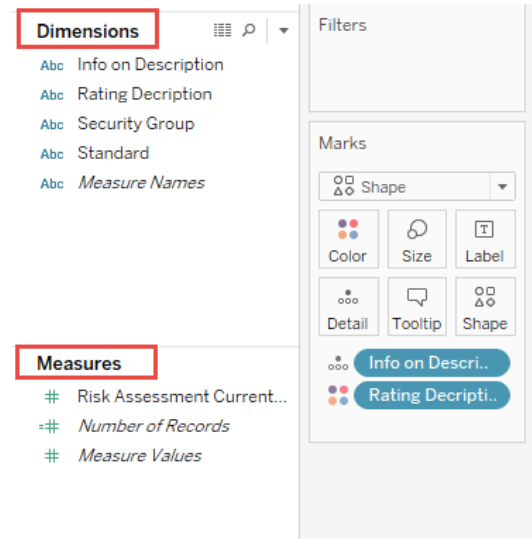 Dimensions
Abc Info on Description
Abc Rating Decription
Abc Security Group
Abc Standard
Abc Measure Names
Measures
# Risk Assessment Current...
=# Number of Records
# Measure Values
Filters
Marks
Shape
Color Size Label
Detail Tooltip Shape
Info on Descri..
Rating Decripti..